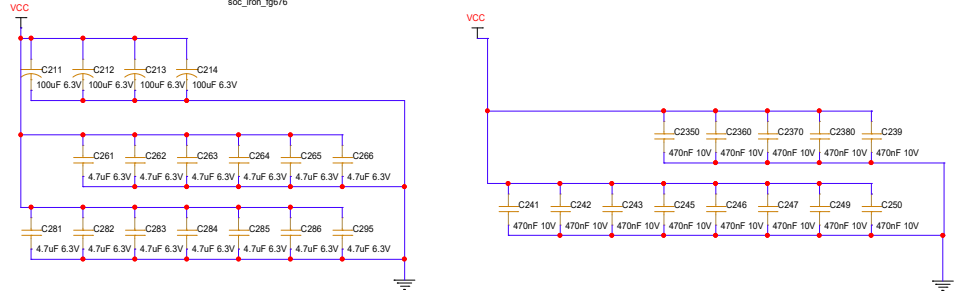 soc_iron_fg676
VCC
C211 C212 C213 C214
100uF 6.3V 100uF 6.3V 100uF 6.3V 100uF 6.3V
C261 C262 C263 C264 C265 C266
4.7uF 6.3V 4.7uF 6.3V 4.7uF 6.3V 4.7uF 6.3V 4.7uF 6.3V 4.7uF 6.3V
C281 C282 C283 C284 C285 C286 C295
4.7uF 6.3V 4.7uF 6.3V 4.7uF 6.3V 4.7uF 6.3V 4.7uF 6.3V 4.7uF 6.3V 4.7uF 6.3V
VCC
C2350 C2360 C2370 C2380 C239
470nF 10V 470nF 10V 470nF 10V 470nF 10V 470nF 10V
C241 C242 C243 C245 C246 C247 C249 C250
470nF 10V 470nF 10V 470nF 10V 470nF 10V 470nF 10V 470nF 10V 470nF 10V 470nF 10V